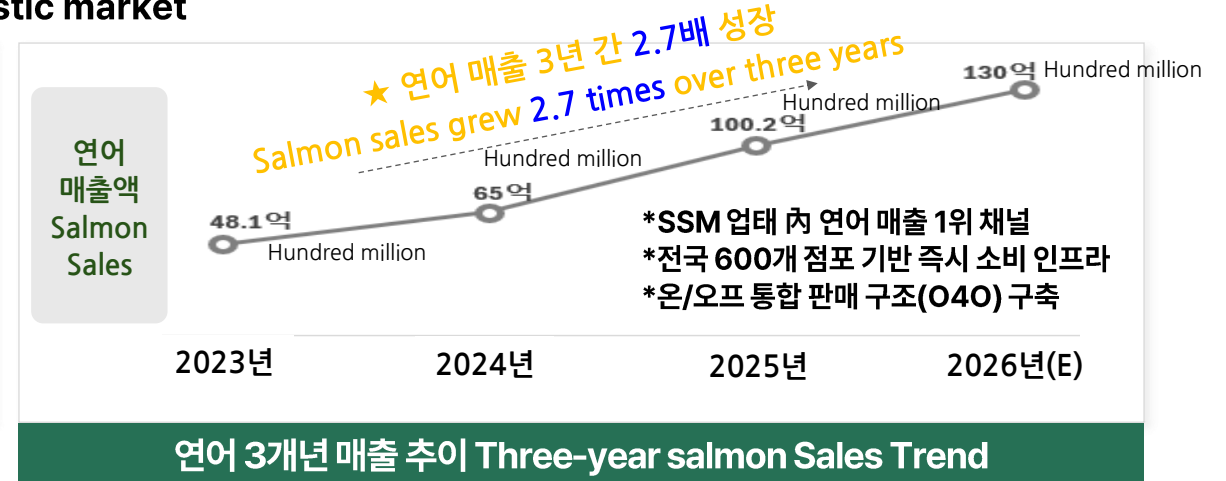 stic market
★ 연어 매출 3년 간 2.7배 성장
Salmon sales grew 2.7 times over three years
연어
매출액
Salmon
Sales
48.1억
Hundred million
65억
Hundred million
100.2억
Hundred million
130억 Hundred million
*SSM 업태 內 연어 매출 1위 채널
*전국 600개 점포 기반 즉시 소비 인프라
*온/오프 통합 판매 구조(O4O) 구축
2023년
2024년
2025년
2026년(E)
연어 3개년 매출 추이 Three-year salmon Sales Trend